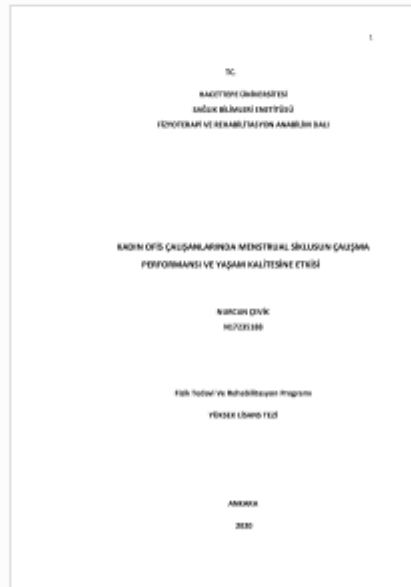 1
T.C.
HACETTEPE ÜNİVERSİTESİ
SAĞLIK BİLİMLERİ ENSTİTÜSÜ
FİZYOTERAPİ VE REHABİLİTASYON ANABİLİM DALI
KADIN OFİS ÇALIŞANLARINDA MENSTRUAL SİKLUSUN ÇALIŞMA
PERFORMANSI VE YAŞAM KALİTESİNE ETKİSİ
NURCAN ÇEVİK
N17235188
Fizik Tedavi Ve Rehabilitasyon Programı
YÜKSEK LİSANS TEZİ
ANKARA
2020